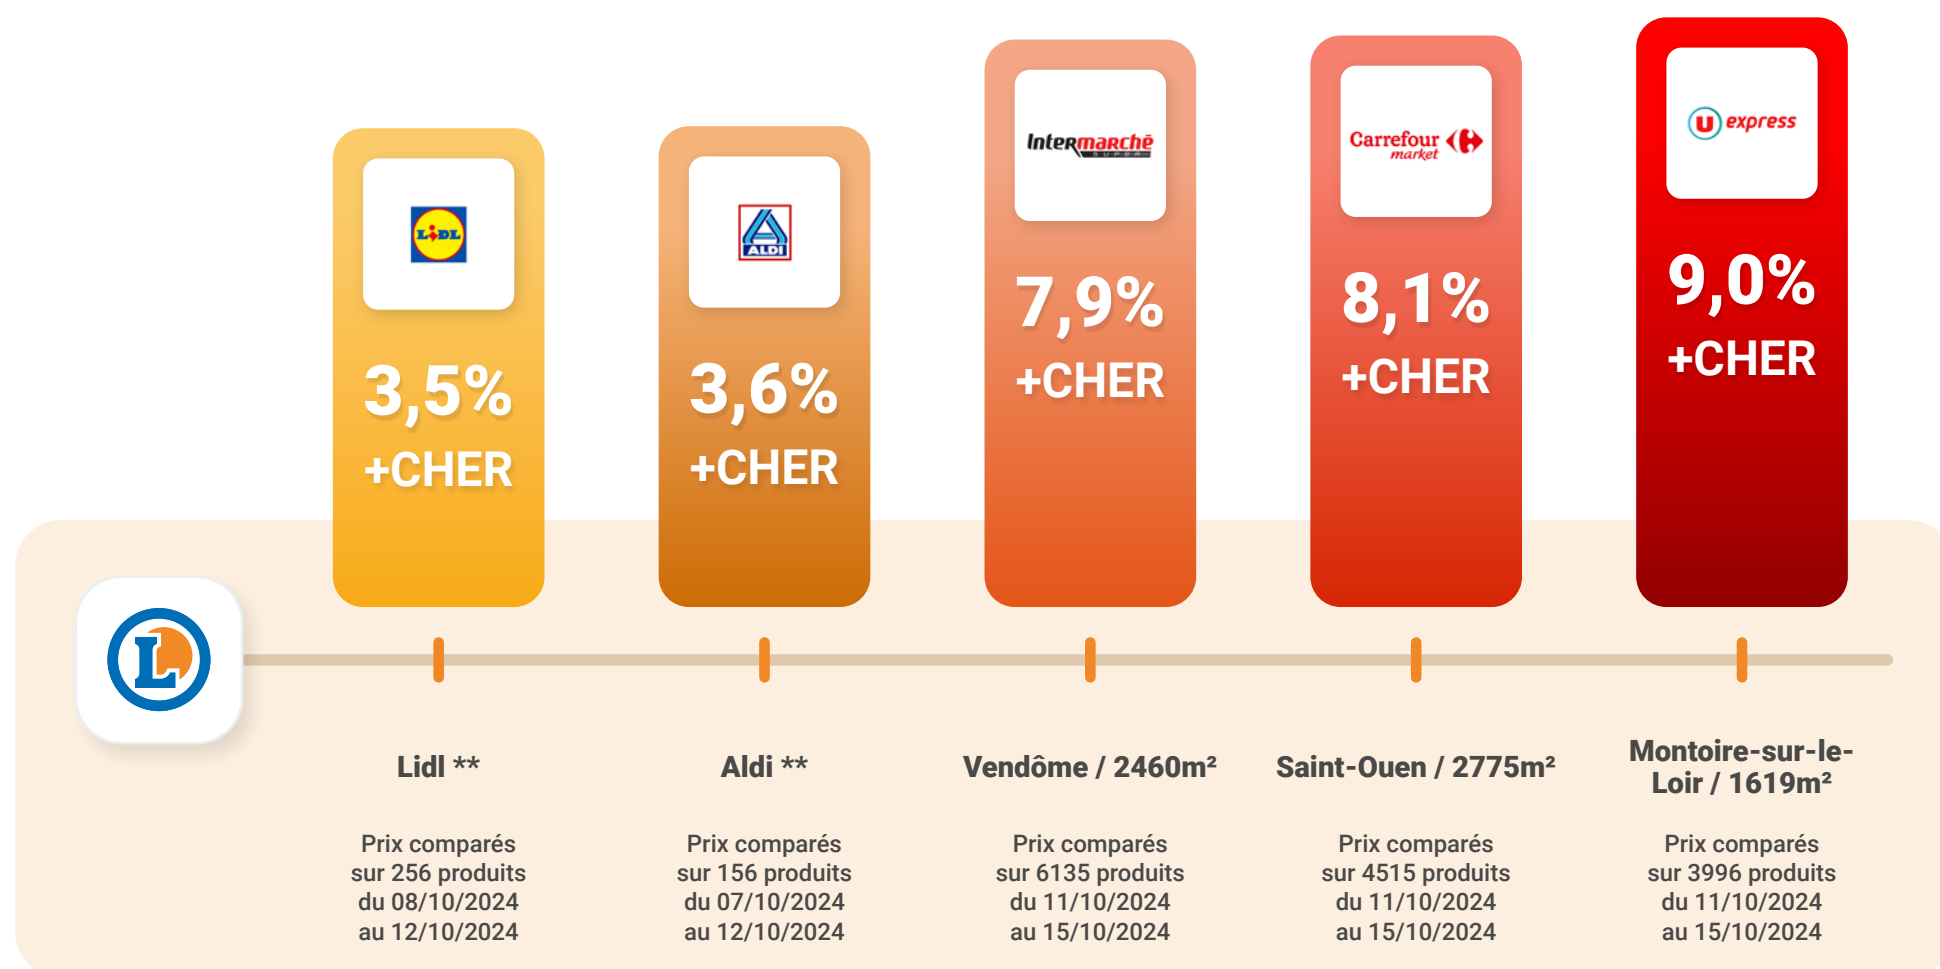 LIDL
3,5%
+CHER
ALDI
3,6%
+CHER
Intermarchē
SUPER
7,9%
+CHER
Carrefour
market
8,1%
+CHER
U express
9,0%
+CHER
L
Lidl **
Prix comparés
sur 256 produits
du 08/10/2024
au 12/10/2024
Aldi **
Prix comparés
sur 156 produits
du 07/10/2024
au 12/10/2024
Vendôme / 2460m²
Prix comparés
sur 6135 produits
du 11/10/2024
au 15/10/2024
Saint-Ouen / 2775m²
Prix comparés
sur 4515 produits
du 11/10/2024
au 15/10/2024
Montoire-sur-le-
Loir / 1619m²
Prix comparés
sur 3996 produits
du 11/10/2024
au 15/10/2024